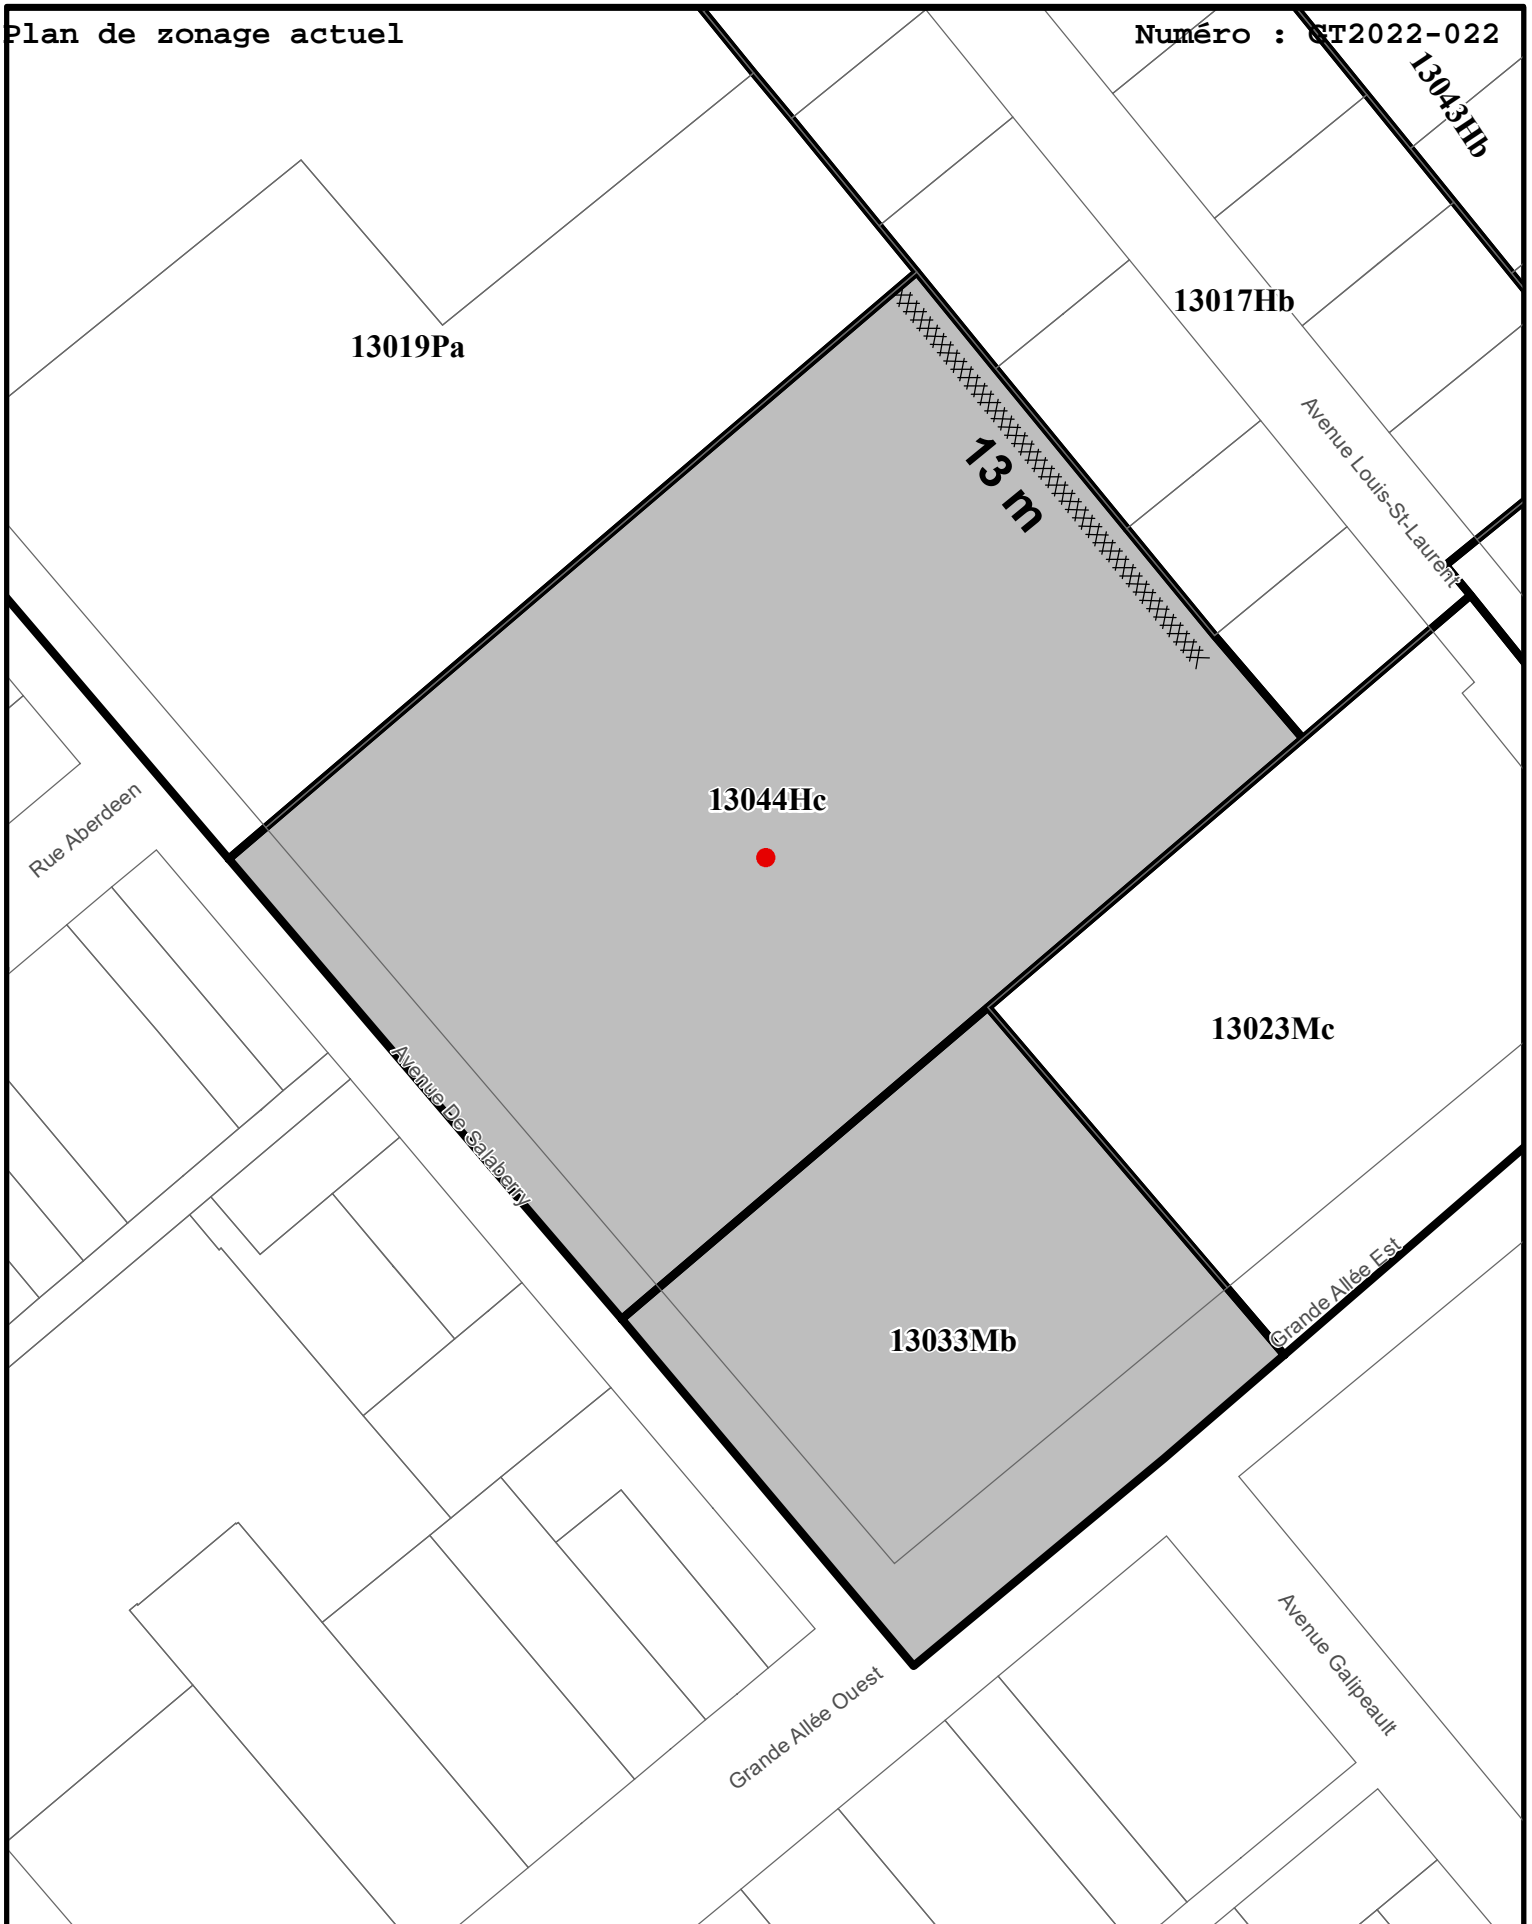 Plan de zonage actuel
Numéro : GT2022-022
13043Hb
13017Hb
13019Pa
Avenue Louis-St-Laurent
13 m
13044Hc
Rue Aberdeen
13023Mc
Avenue De Salaberry
Grande Allée Est
13033Mb
Avenue Galipeault
Grande Allée Ouest